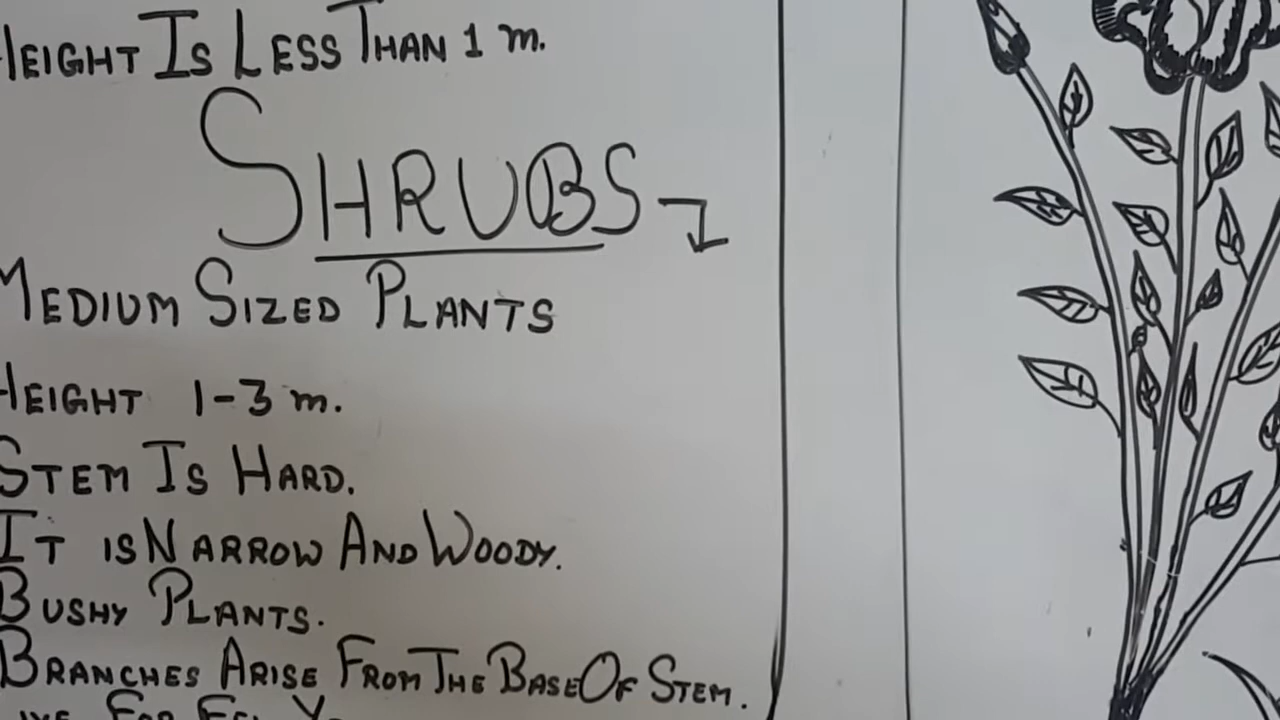 HEIGHT IS LESS THAN 1 m.
SHRUBS
MEDIUM SIZED PLANTS
HEIGHT 1-3 m.
STEM IS HARD.
IT IS NARROW AND WOODY.
BUSHY PLANTS.
BRANCHES ARISE FROM THE BASE OF STEM.
FOR